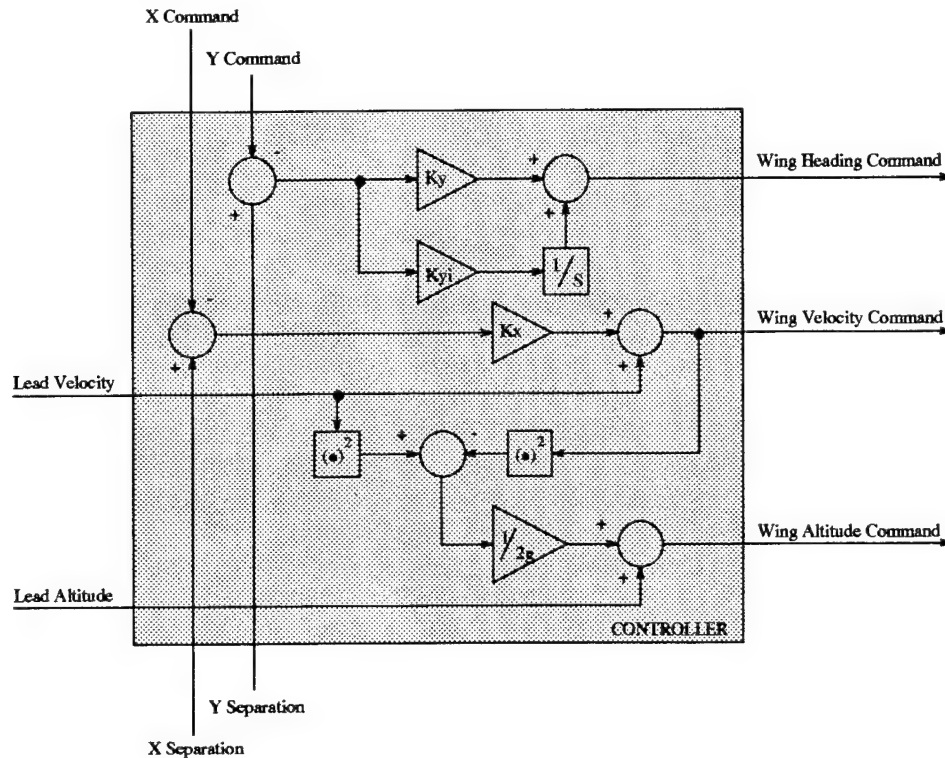 X Command
Y Command
-
+
Ky
+
+
Wing Heading Command
Kyi
1/S
-
+
Kx
+
+
Wing Velocity Command
Lead Velocity
(•)²
+
-
(•)²
1/2g
+
+
Wing Altitude Command
Lead Altitude
CONTROLLER
Y Separation
X Separation